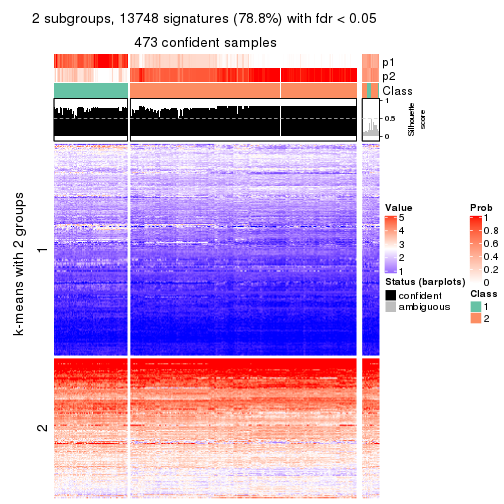 2 subgroups, 13748 signatures (78.8%) with fdr < 0.05
473 confident samples
p1
p2
Class
1
0.5
0
Silhouette
score
k-means with 2 groups
1
2
Value
5
4
3
2
1
Prob
1
0.8
0.6
0.4
0.2
0
Status (barplots)
confident
ambiguous
Class
1
2